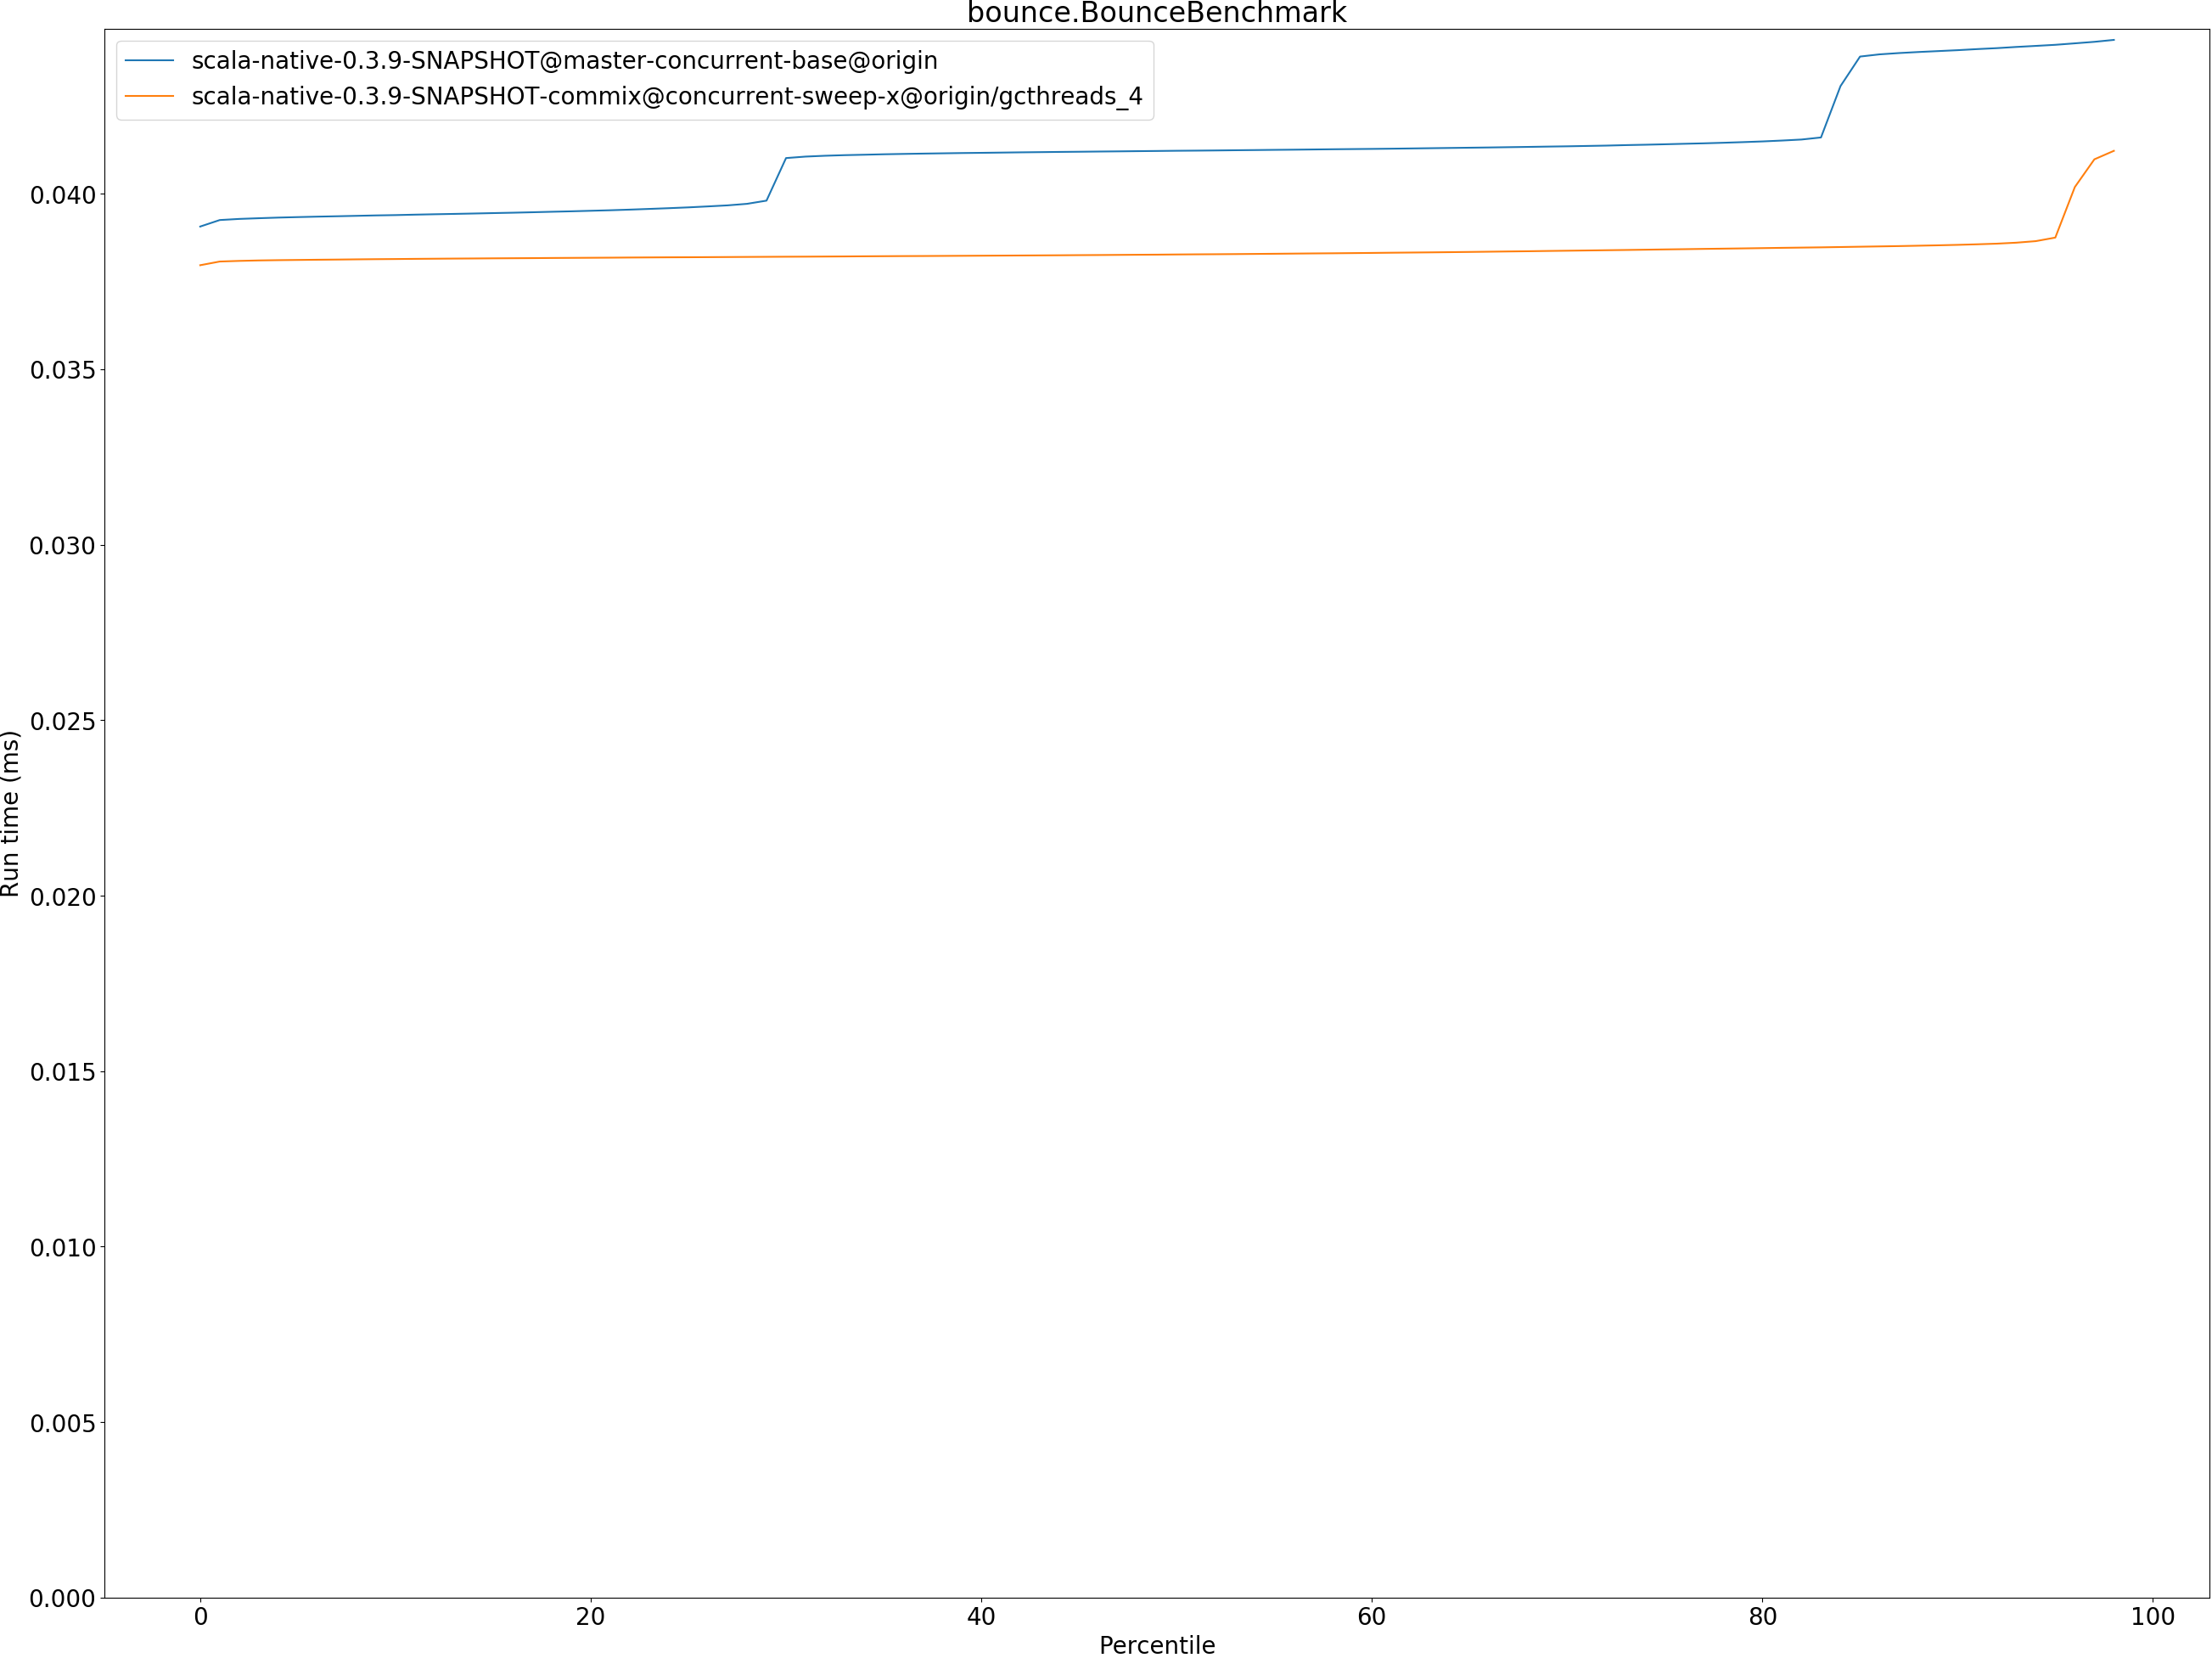 bounce.BounceBenchmark
scala-native-0.3.9-SNAPSHOT@master-concurrent-base@origin
scala-native-0.3.9-SNAPSHOT-commix@concurrent-sweep-x@origin/gcthreads_4
Run time (ms)
0.040
0.035
0.030
0.025
0.020
0.015
0.010
0.005
0.000
0 20 40 60 80 100
Percentile